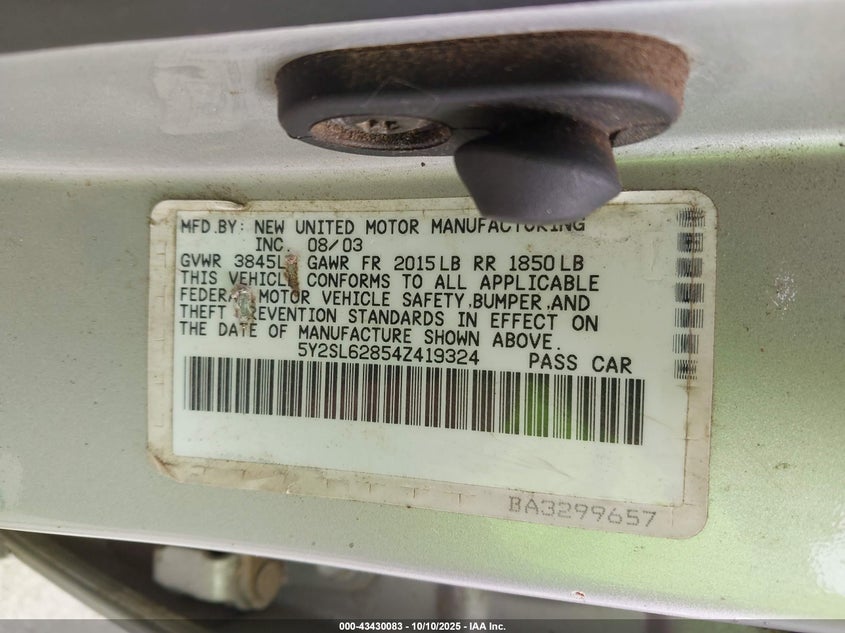 MFD.BY: NEW UNITED MOTOR MANUFACTURING
INC. 08/03
GVWR 3845L GAWR FR 2015LB RR 1850LB
THIS VEHICLE CONFORMS TO ALL APPLICABLE
FEDERAL MOTOR VEHICLE SAFETY,BUMPER,AND
THEFT PREVENTION STANDARDS IN EFFECT ON
THE DATE OF MANUFACTURE SHOWN ABOVE.
5Y2SL62854Z419324 PASS CAR
BA3299657
000-43430083 - 10/10/2025 - IAA Inc.